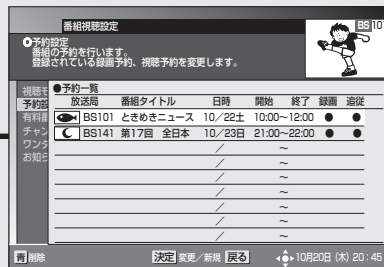 番組視聴設定
BS 10
予約設定
番組の予約を行います。
登録されている録画予約、視聴予約を変更します。
視聴
予約設
有料
チャン
ワンタ
お知ら
●予約一覧
放送局 番組タイトル 日時 開始 終了 録画 追従
BS101 ときめきニュース 10／22土 10:00～12:00 ● ●
BS141 第17回 全日本 10／23日 21:00～22:00 ● ●
／ ～
／ ～
／ ～
／ ～
／ ～
／ ～
青 削除 決定 変更／新規 戻る 10月20日 (木) 20:45